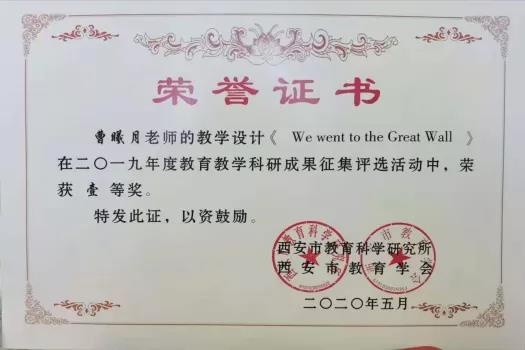 荣誉证书
曹曦月老师的教学设计《 We went to the Great Wall 》
在二〇一九年度教育教学科研成果征集评选活动中，荣
获 壹 等奖。
特发此证，以资鼓励。
西安市教育科学研究所
西安市教育学会
二〇二〇年五月